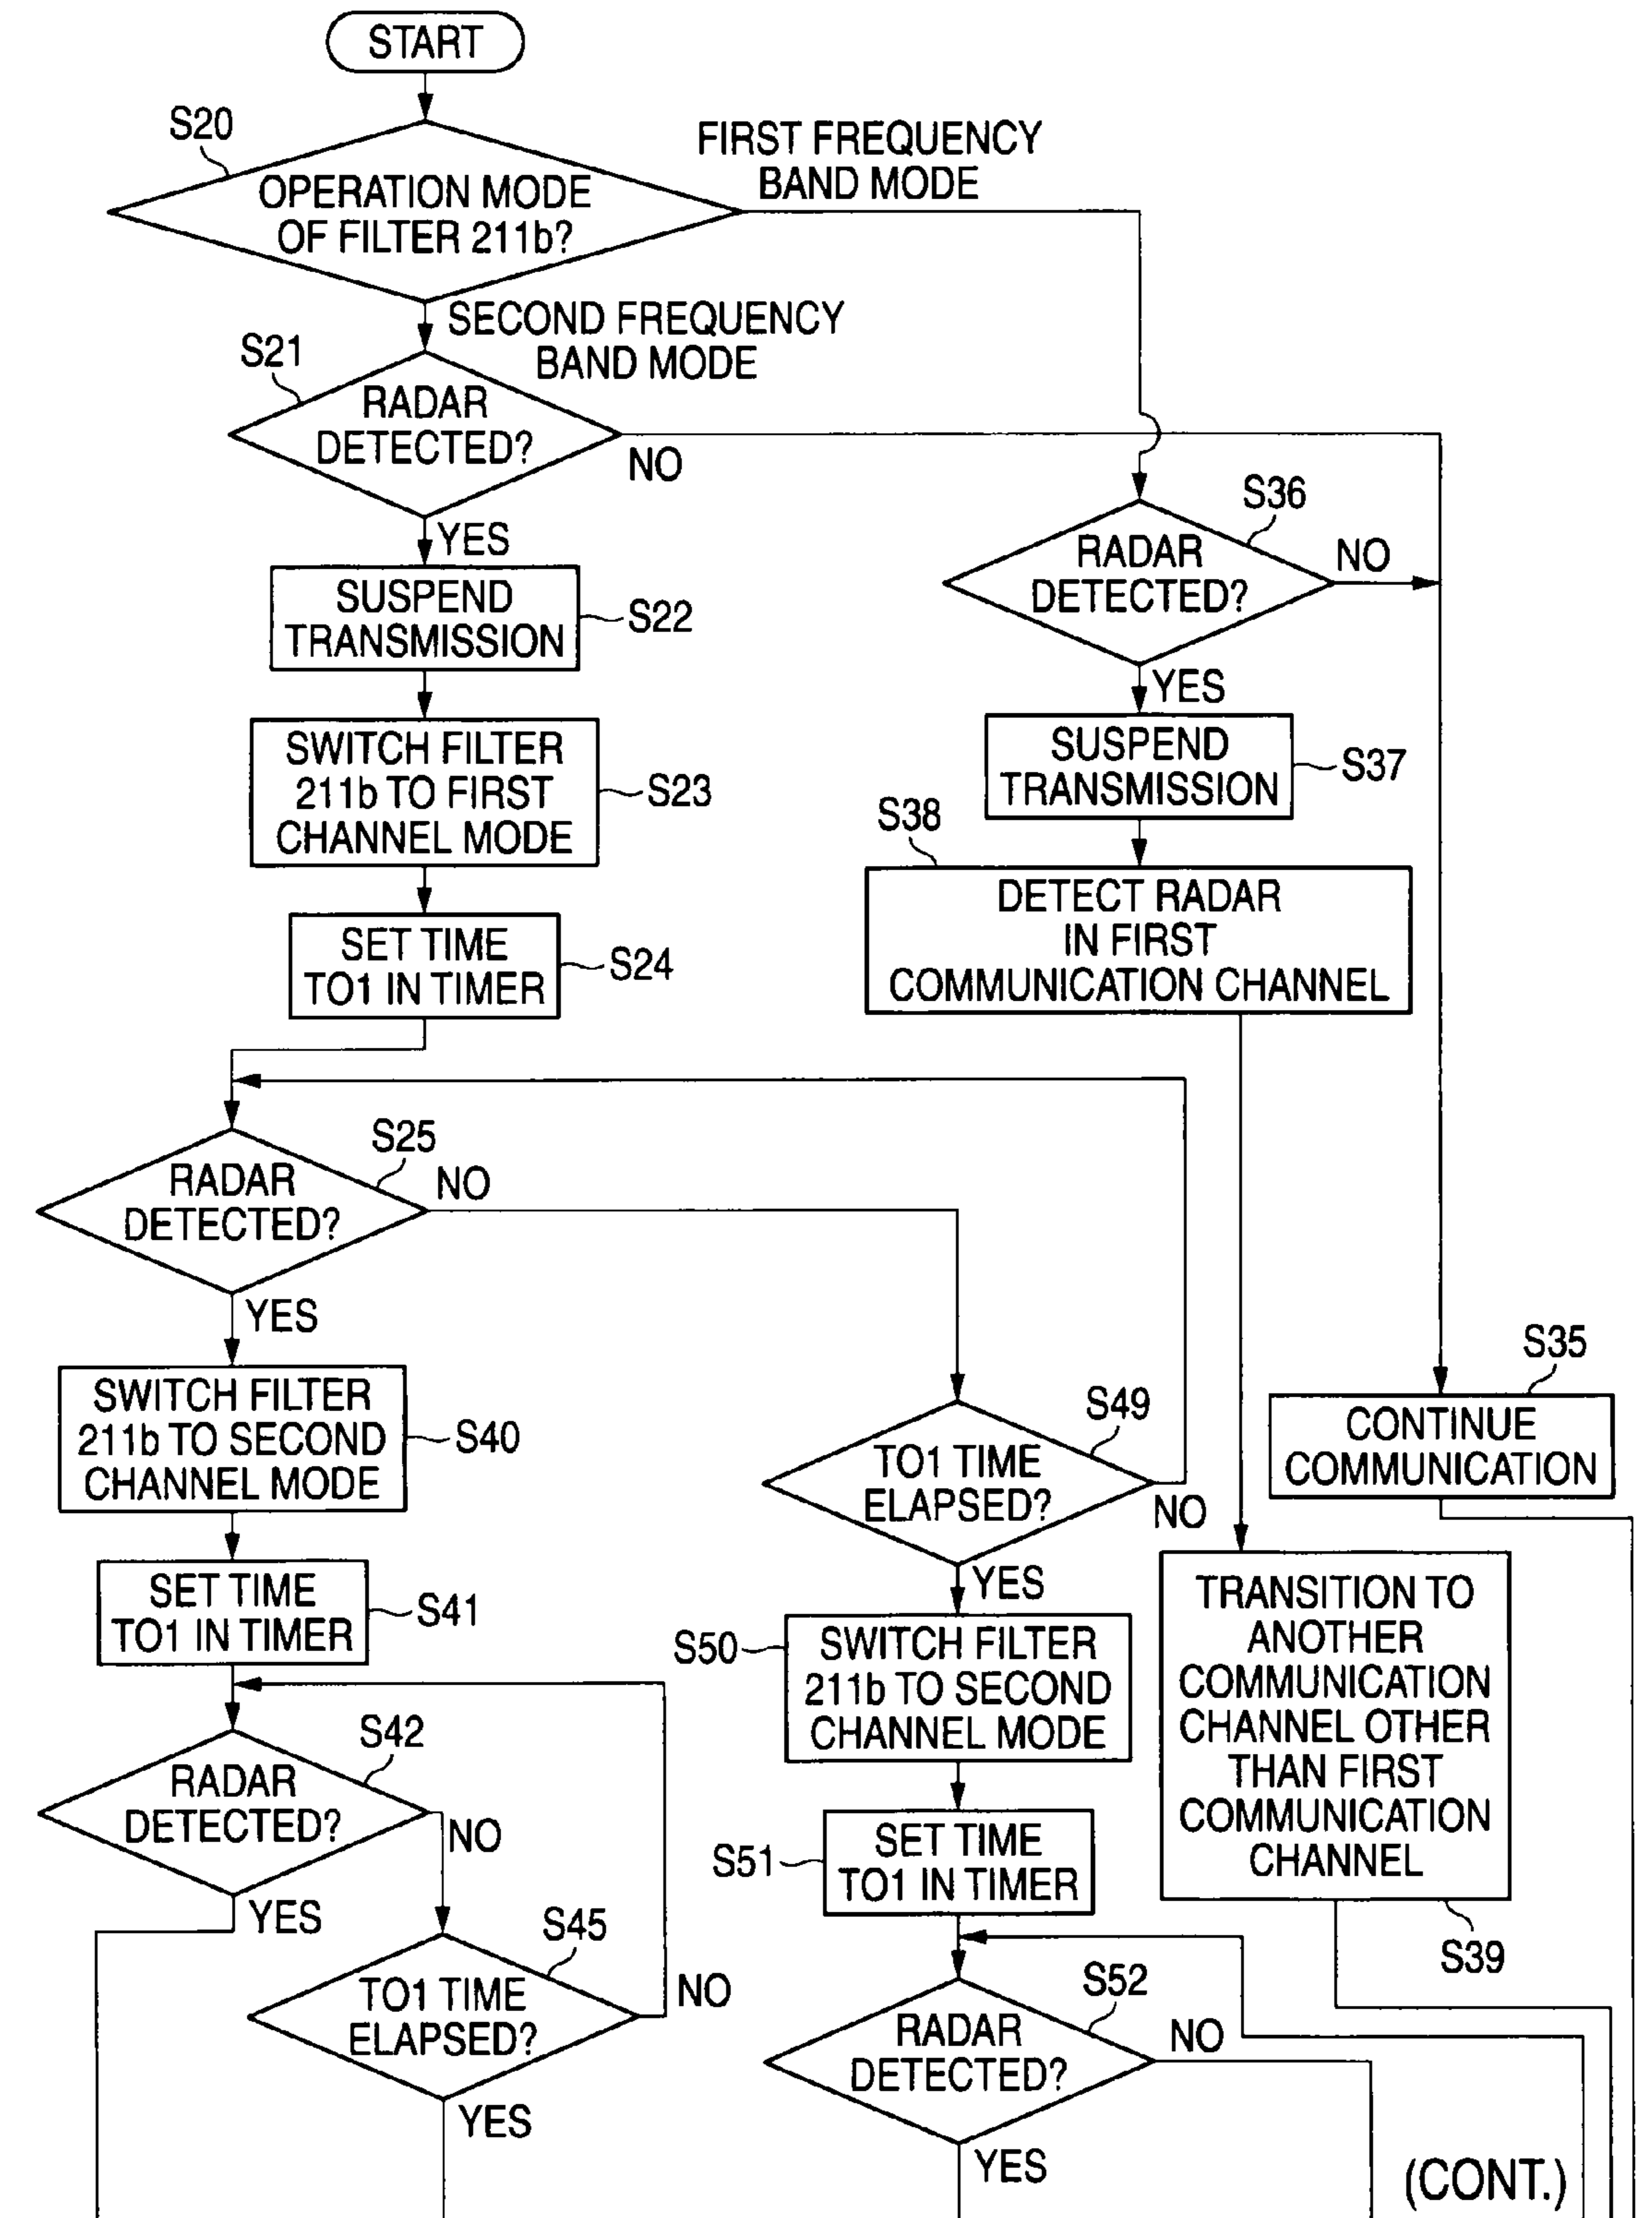 START
S20
OPERATION MODE
OF FILTER 211b?
FIRST FREQUENCY
BAND MODE
SECOND FREQUENCY
BAND MODE
S21
RADAR
DETECTED?
NO
YES
SUSPEND
TRANSMISSION
S22
SWITCH FILTER
211b TO FIRST
CHANNEL MODE
S23
SET TIME
TO1 IN TIMER
S24
S36
RADAR
DETECTED?
NO
YES
SUSPEND
TRANSMISSION
S37
S38
DETECT RADAR
IN FIRST
COMMUNICATION CHANNEL
S25
RADAR
DETECTED?
NO
YES
SWITCH FILTER
211b TO SECOND
CHANNEL MODE
S40
SET TIME
TO1 IN TIMER
S41
S42
RADAR
DETECTED?
NO
YES
S45
TO1 TIME
ELAPSED?
NO
YES
S49
TO1 TIME
ELAPSED?
NO
YES
S50
SWITCH FILTER
211b TO SECOND
CHANNEL MODE
S51
SET TIME
TO1 IN TIMER
S52
RADAR
DETECTED?
NO
YES
S35
CONTINUE
COMMUNICATION
TRANSITION TO
ANOTHER
COMMUNICATION
CHANNEL OTHER
THAN FIRST
COMMUNICATION
CHANNEL
S39
(CONT.)